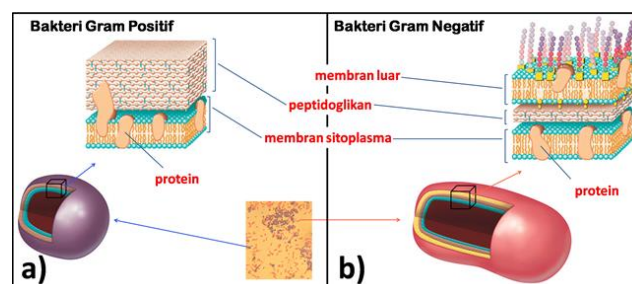 Bakteri Gram Positif
Bakteri Gram Negatif
membran luar
peptidoglikan
membran sitoplasma
protein
protein
a)
b)